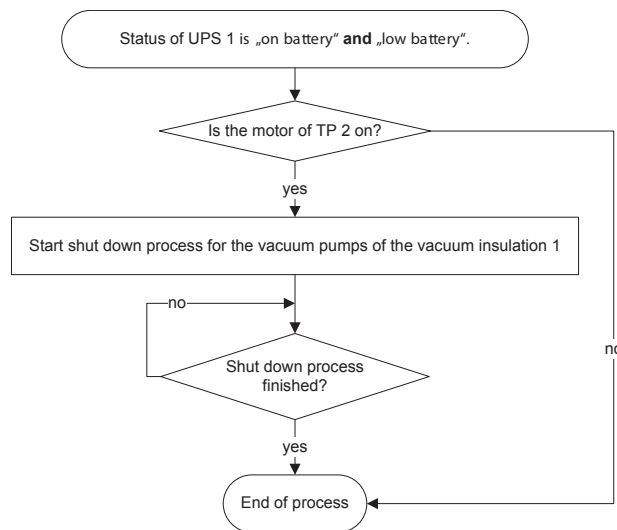 Status of UPS 1 is „on battery“ and „low battery“.
Is the motor of TP 2 on?
yes
Start shut down process for the vacuum pumps of the vacuum insulation 1
no
no
Shut down process
finished?
yes
End of process